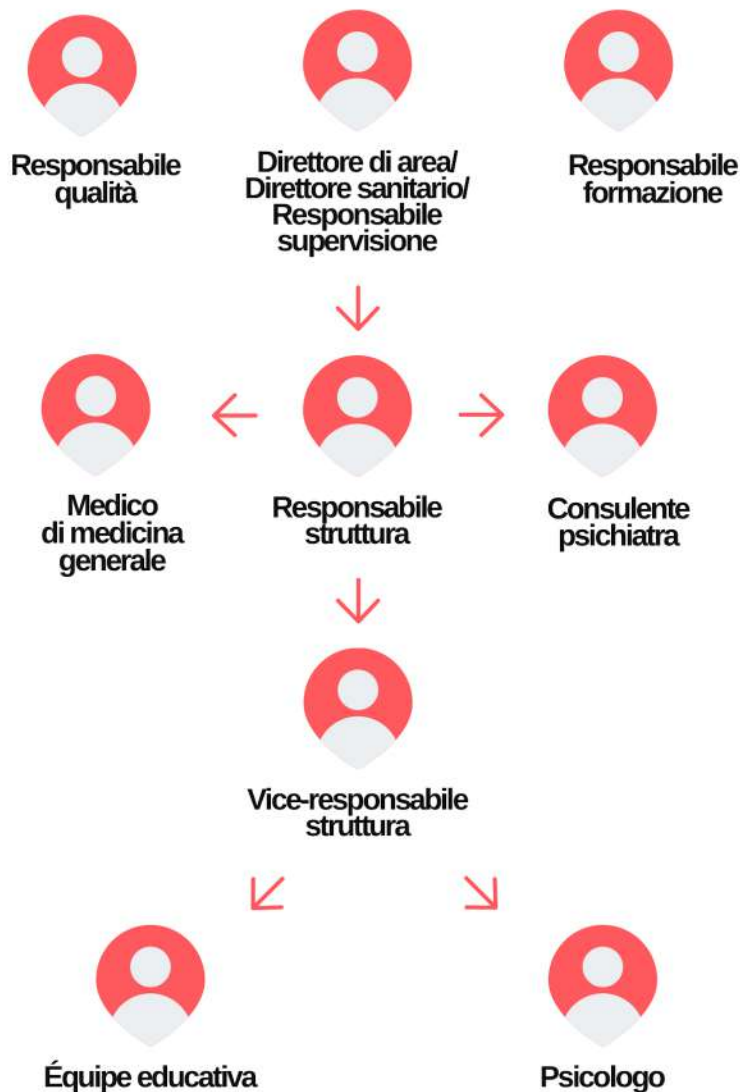 Responsabile
qualità
Direttore di area/
Direttore sanitario/
Responsabile
supervisione
Responsabile
formazione
Medico
di medicina
generale
Responsabile
struttura
Consulente
psichiatra
Vice-responsabile
struttura
Équipe educativa
Psicologo